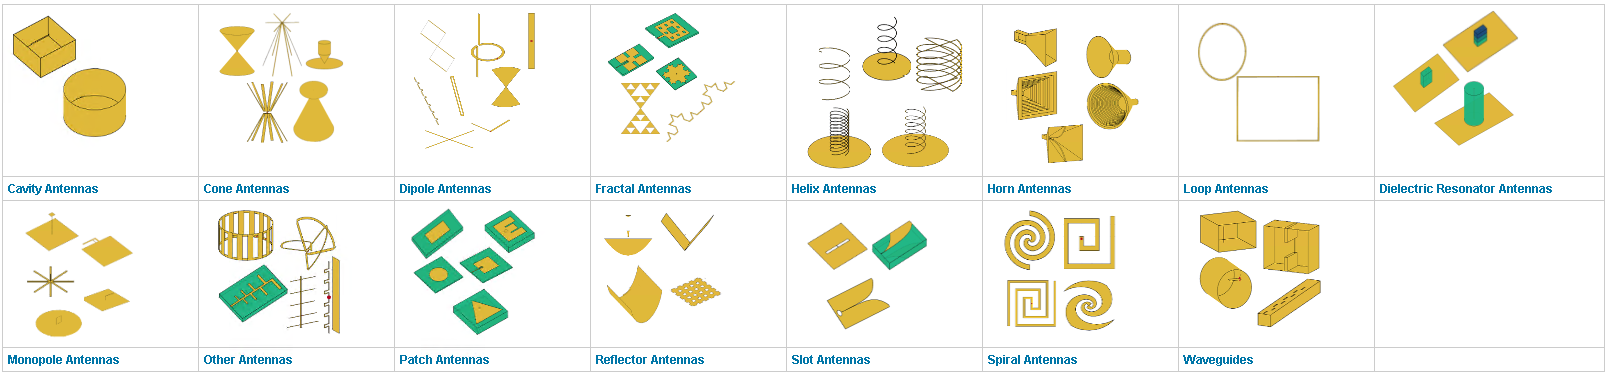 Cavity Antennas
Cone Antennas
Dipole Antennas
Fractal Antennas
Helix Antennas
Horn Antennas
Loop Antennas
Dielectric Resonator Antennas
Monopole Antennas
Other Antennas
Patch Antennas
Reflector Antennas
Slot Antennas
Spiral Antennas
Waveguides